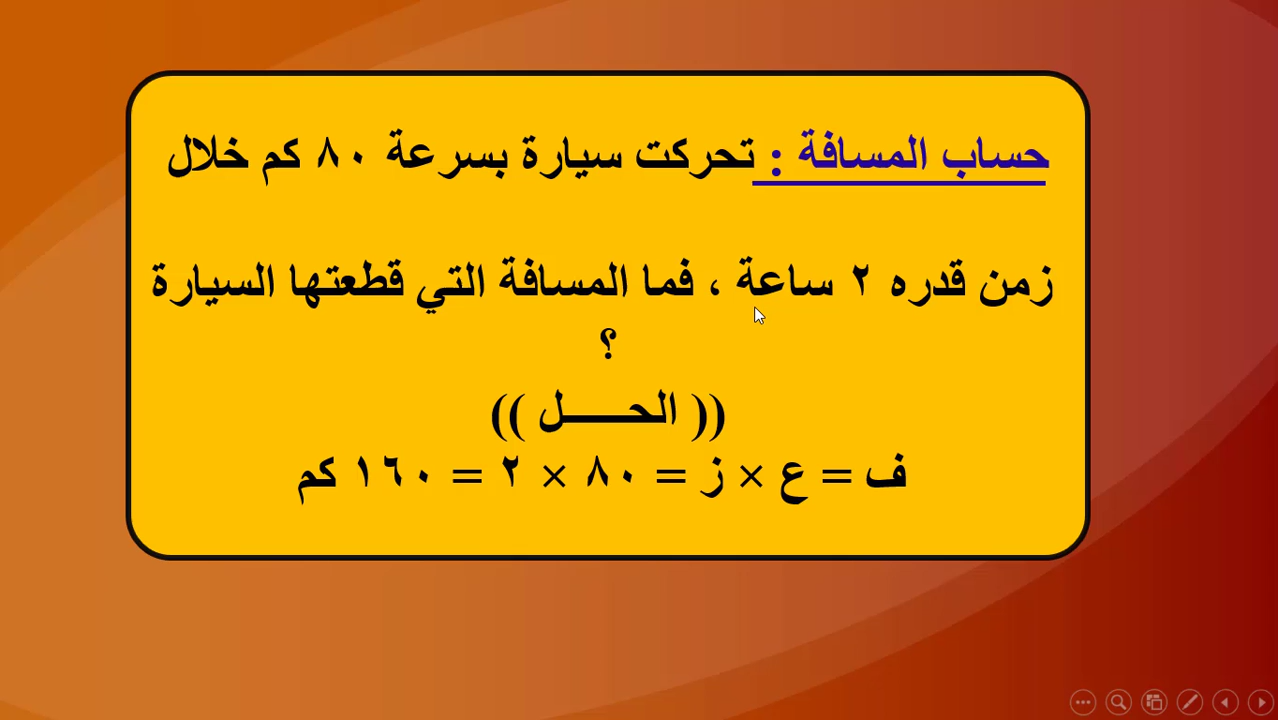 حساب المسافة : تحركت سيارة بسرعة ٨٠ كم خلال
زمن قدره ٢ ساعة ، فما المسافة التي قطعتها السيارة
؟
(( الحـــــل ))
ف = ع × ز = ٨٠ × ٢ = ١٦٠ كم